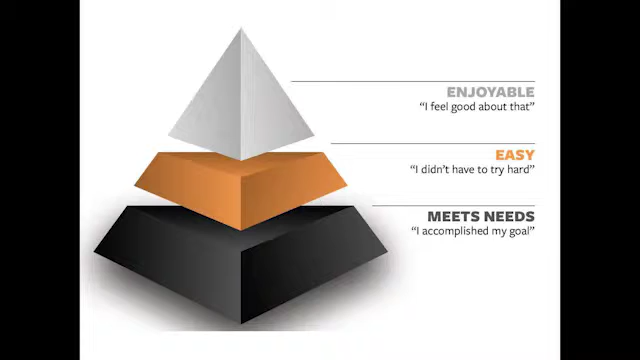 ENJOYABLE
“I feel good about that”
EASY
“I didn’t have to try hard”
MEETS NEEDS
“I accomplished my goal”